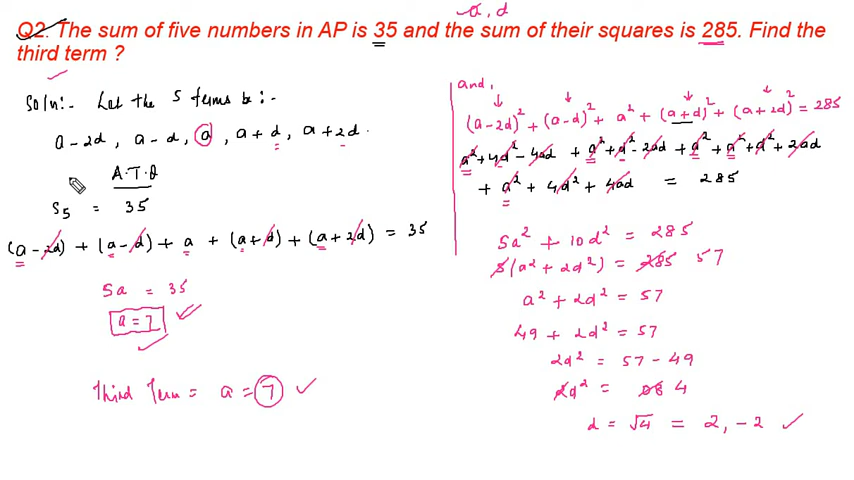 a, d
Q2. The sum of five numbers in AP is 35 and the sum of their squares is 285. Find the
third term ?
Soln:- Let the 5 terms be:-
a-2d, a-d, a, a+d, a+2d.
A.T.Q
S₅ = 35
(a-2d) + (a-d) + a + (a+d) + (a+2d) = 35
5a = 35
a = 7
Third Term = a = 7
and,
(a-2d)² + (a-d)² + a² + (a+d)² + (a+2d)² = 285
a²+4d²-4ad + a²+d²-2ad + a² + a²+d²+2ad
+ a² + 4d² + 4ad = 285
5a² + 10d² = 285
5(a²+2d²) = 285 57
a² + 2d² = 57
49 + 2d² = 57
2d² = 57 - 49
2d² = 08 4
d = √4 = 2, -2